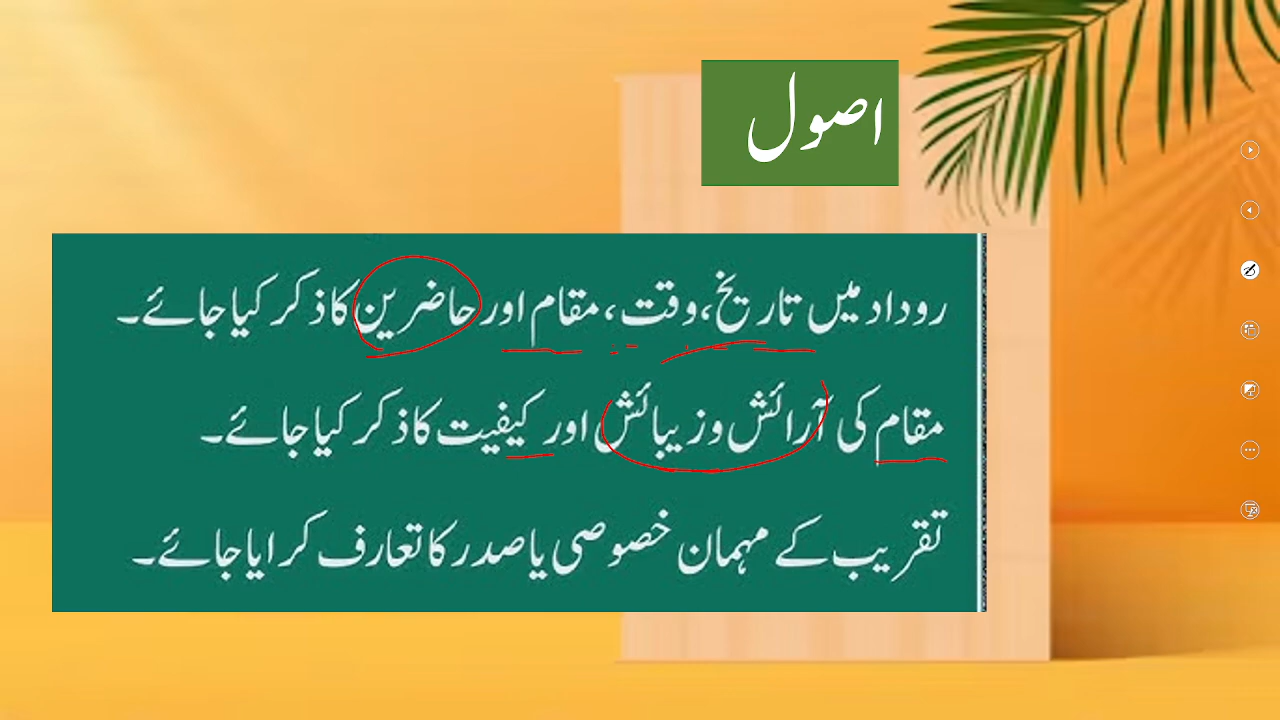 اصول
روداد میں تاریخ، وقت، مقام اور حاضرین کا ذکر کیا جائے۔
مقام کی آرائش و زیبائش اور کیفیت کا ذکر کیا جائے۔
تقریب کے مہمان خصوصی یا صدر کا تعارف کرایا جائے۔